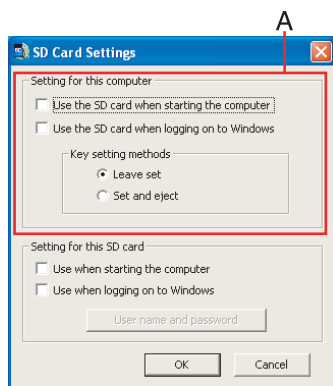 A
SD Card Settings
Setting for this computer
Use the SD card when starting the computer
Use the SD card when logging on to Windows
Key setting methods
Leave set
Set and eject
Setting for this SD card
Use when starting the computer
Use when logging on to Windows
User name and password
OK Cancel